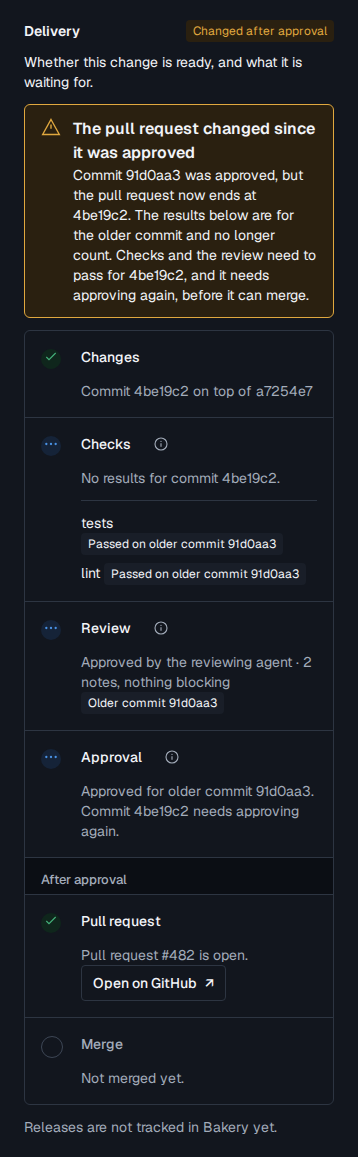 Delivery
Changed after approval
Whether this change is ready, and what it is
waiting for.
The pull request changed since
it was approved
Commit 91d0aa3 was approved, but
the pull request now ends at
4be19c2. The results below are for
the older commit and no longer
count. Checks and the review need to
pass for 4be19c2, and it needs
approving again, before it can merge.
Changes
Commit 4be19c2 on top of a7254e7
Checks
No results for commit 4be19c2.
tests
Passed on older commit 91d0aa3
lint Passed on older commit 91d0aa3
Review
Approved by the reviewing agent · 2
notes, nothing blocking
Older commit 91d0aa3
Approval
Approved for older commit 91d0aa3.
Commit 4be19c2 needs approving
again.
After approval
Pull request
Pull request #482 is open.
Open on GitHub ↗
Merge
Not merged yet.
Releases are not tracked in Bakery yet.